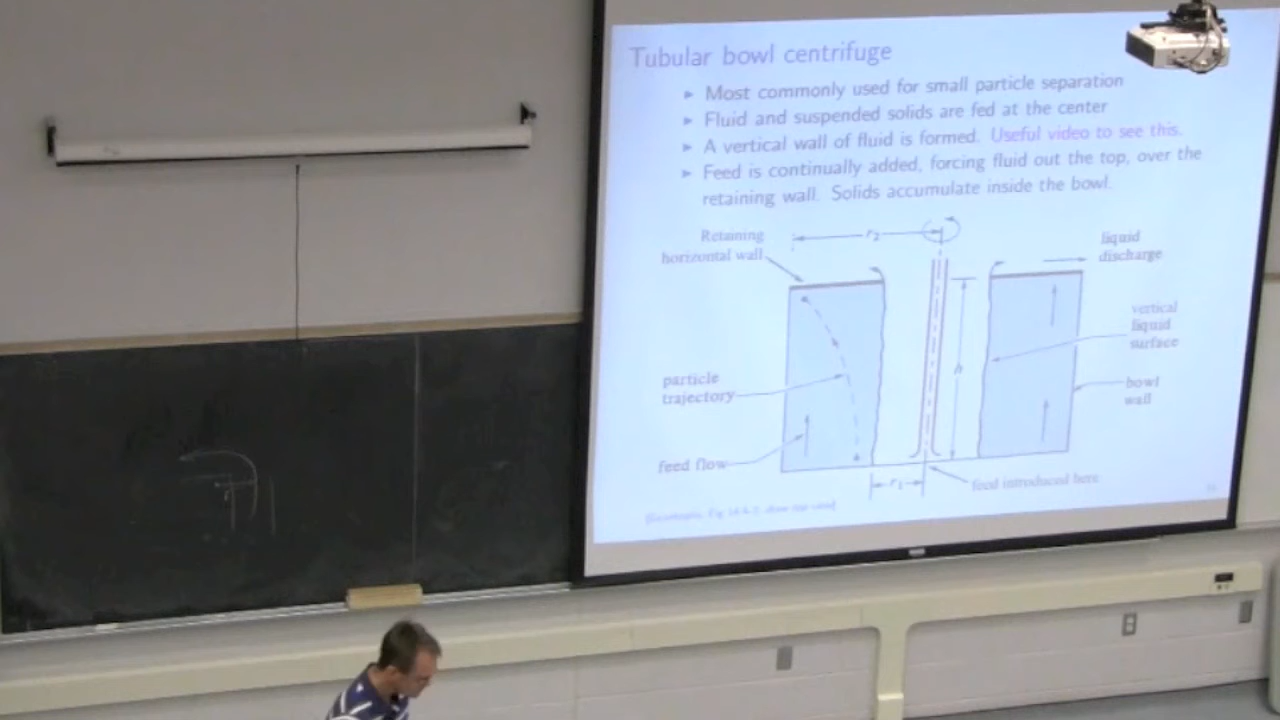 Tubular bowl centrifuge
▸ Most commonly used for small particle separation
▸ Fluid and suspended solids are fed at the center
▸ A vertical wall of fluid is formed. Useful video to see this.
▸ Feed is continually added, forcing fluid out the top, over the
retaining wall. Solids accumulate inside the bowl.
Retaining
horizontal wall
r₂
liquid
discharge
vertical
liquid
surface
h
particle
trajectory
bowl
wall
feed flow
r₁
feed introduced here